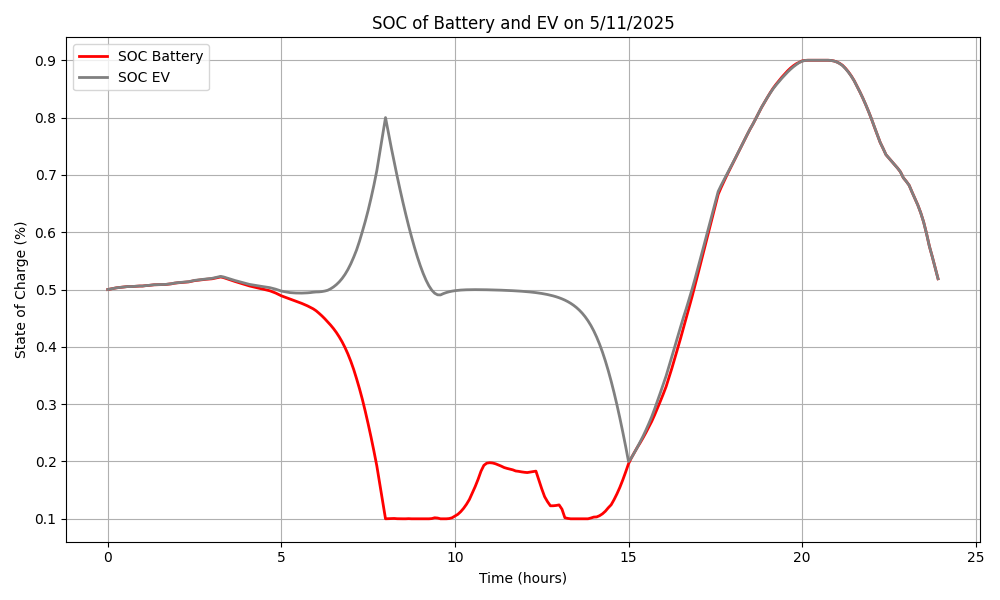 SOC of Battery and EV on 5/11/2025
SOC Battery
SOC EV
State of Charge (%)
0.9
0.8
0.7
0.6
0.5
0.4
0.3
0.2
0.1
0 5 10 15 20 25
Time (hours)